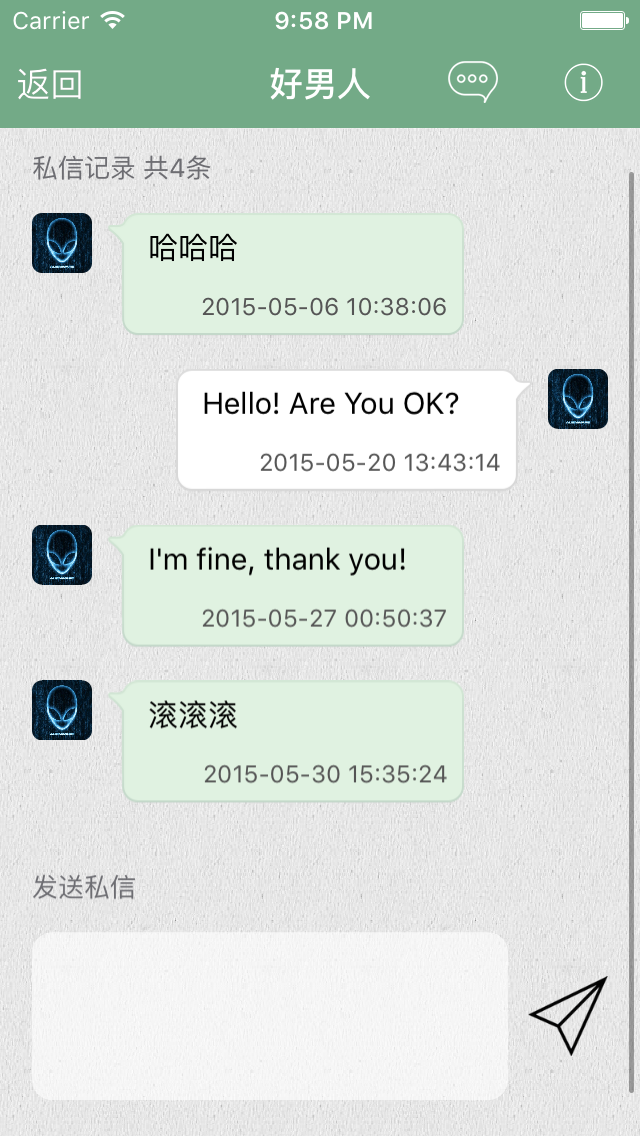 Carrier 9:58 PM
返回 好男人
私信记录 共4条
哈哈哈
2015-05-06 10:38:06
Hello! Are You OK?
2015-05-20 13:43:14
I'm fine, thank you!
2015-05-27 00:50:37
滚滚滚
2015-05-30 15:35:24
发送私信